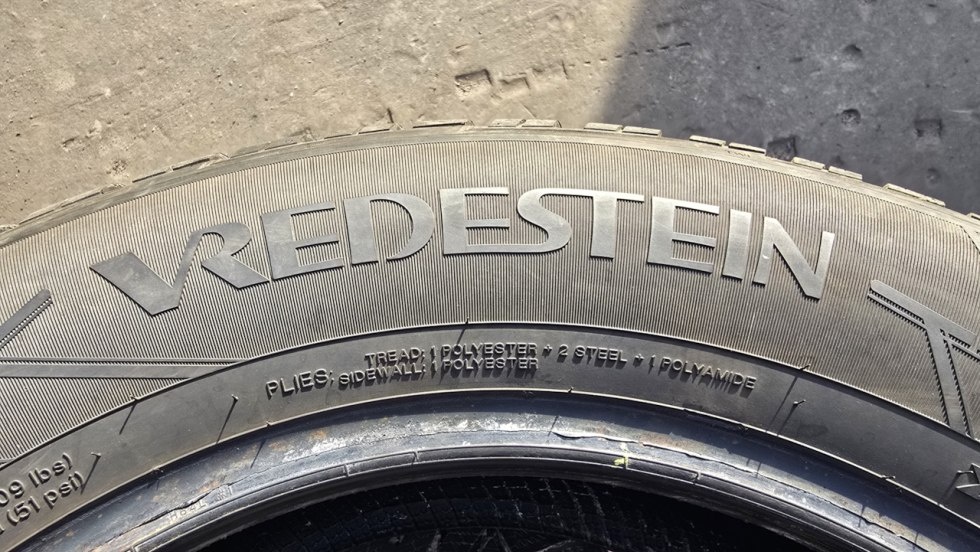 VREDESTEIN
PLIES: TREAD: 1 POLYESTER + 2 STEEL + 1 POLYAMIDE
SIDEWALL: 1 POLYESTER
09 lbs)
(51 psi)